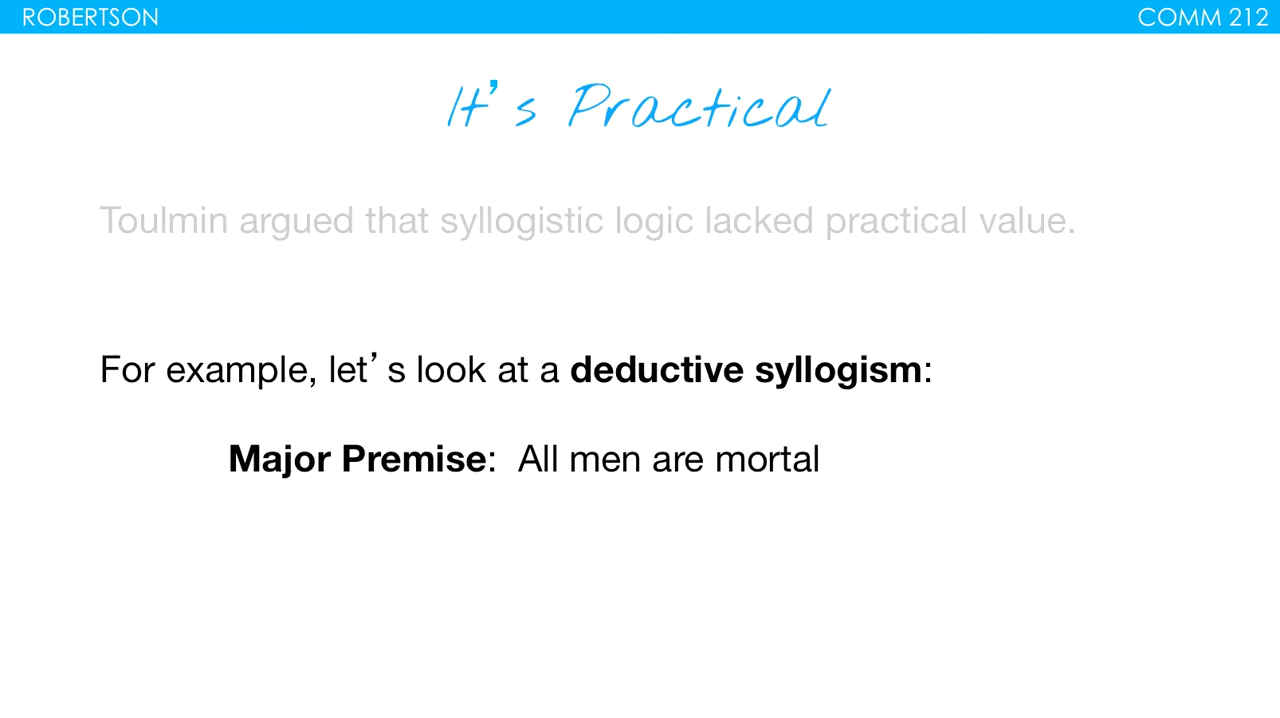 ROBERTSON COMM 212
It’s Practical
Toulmin argued that syllogistic logic lacked practical value.
For example, let’s look at a deductive syllogism:
Major Premise: All men are mortal